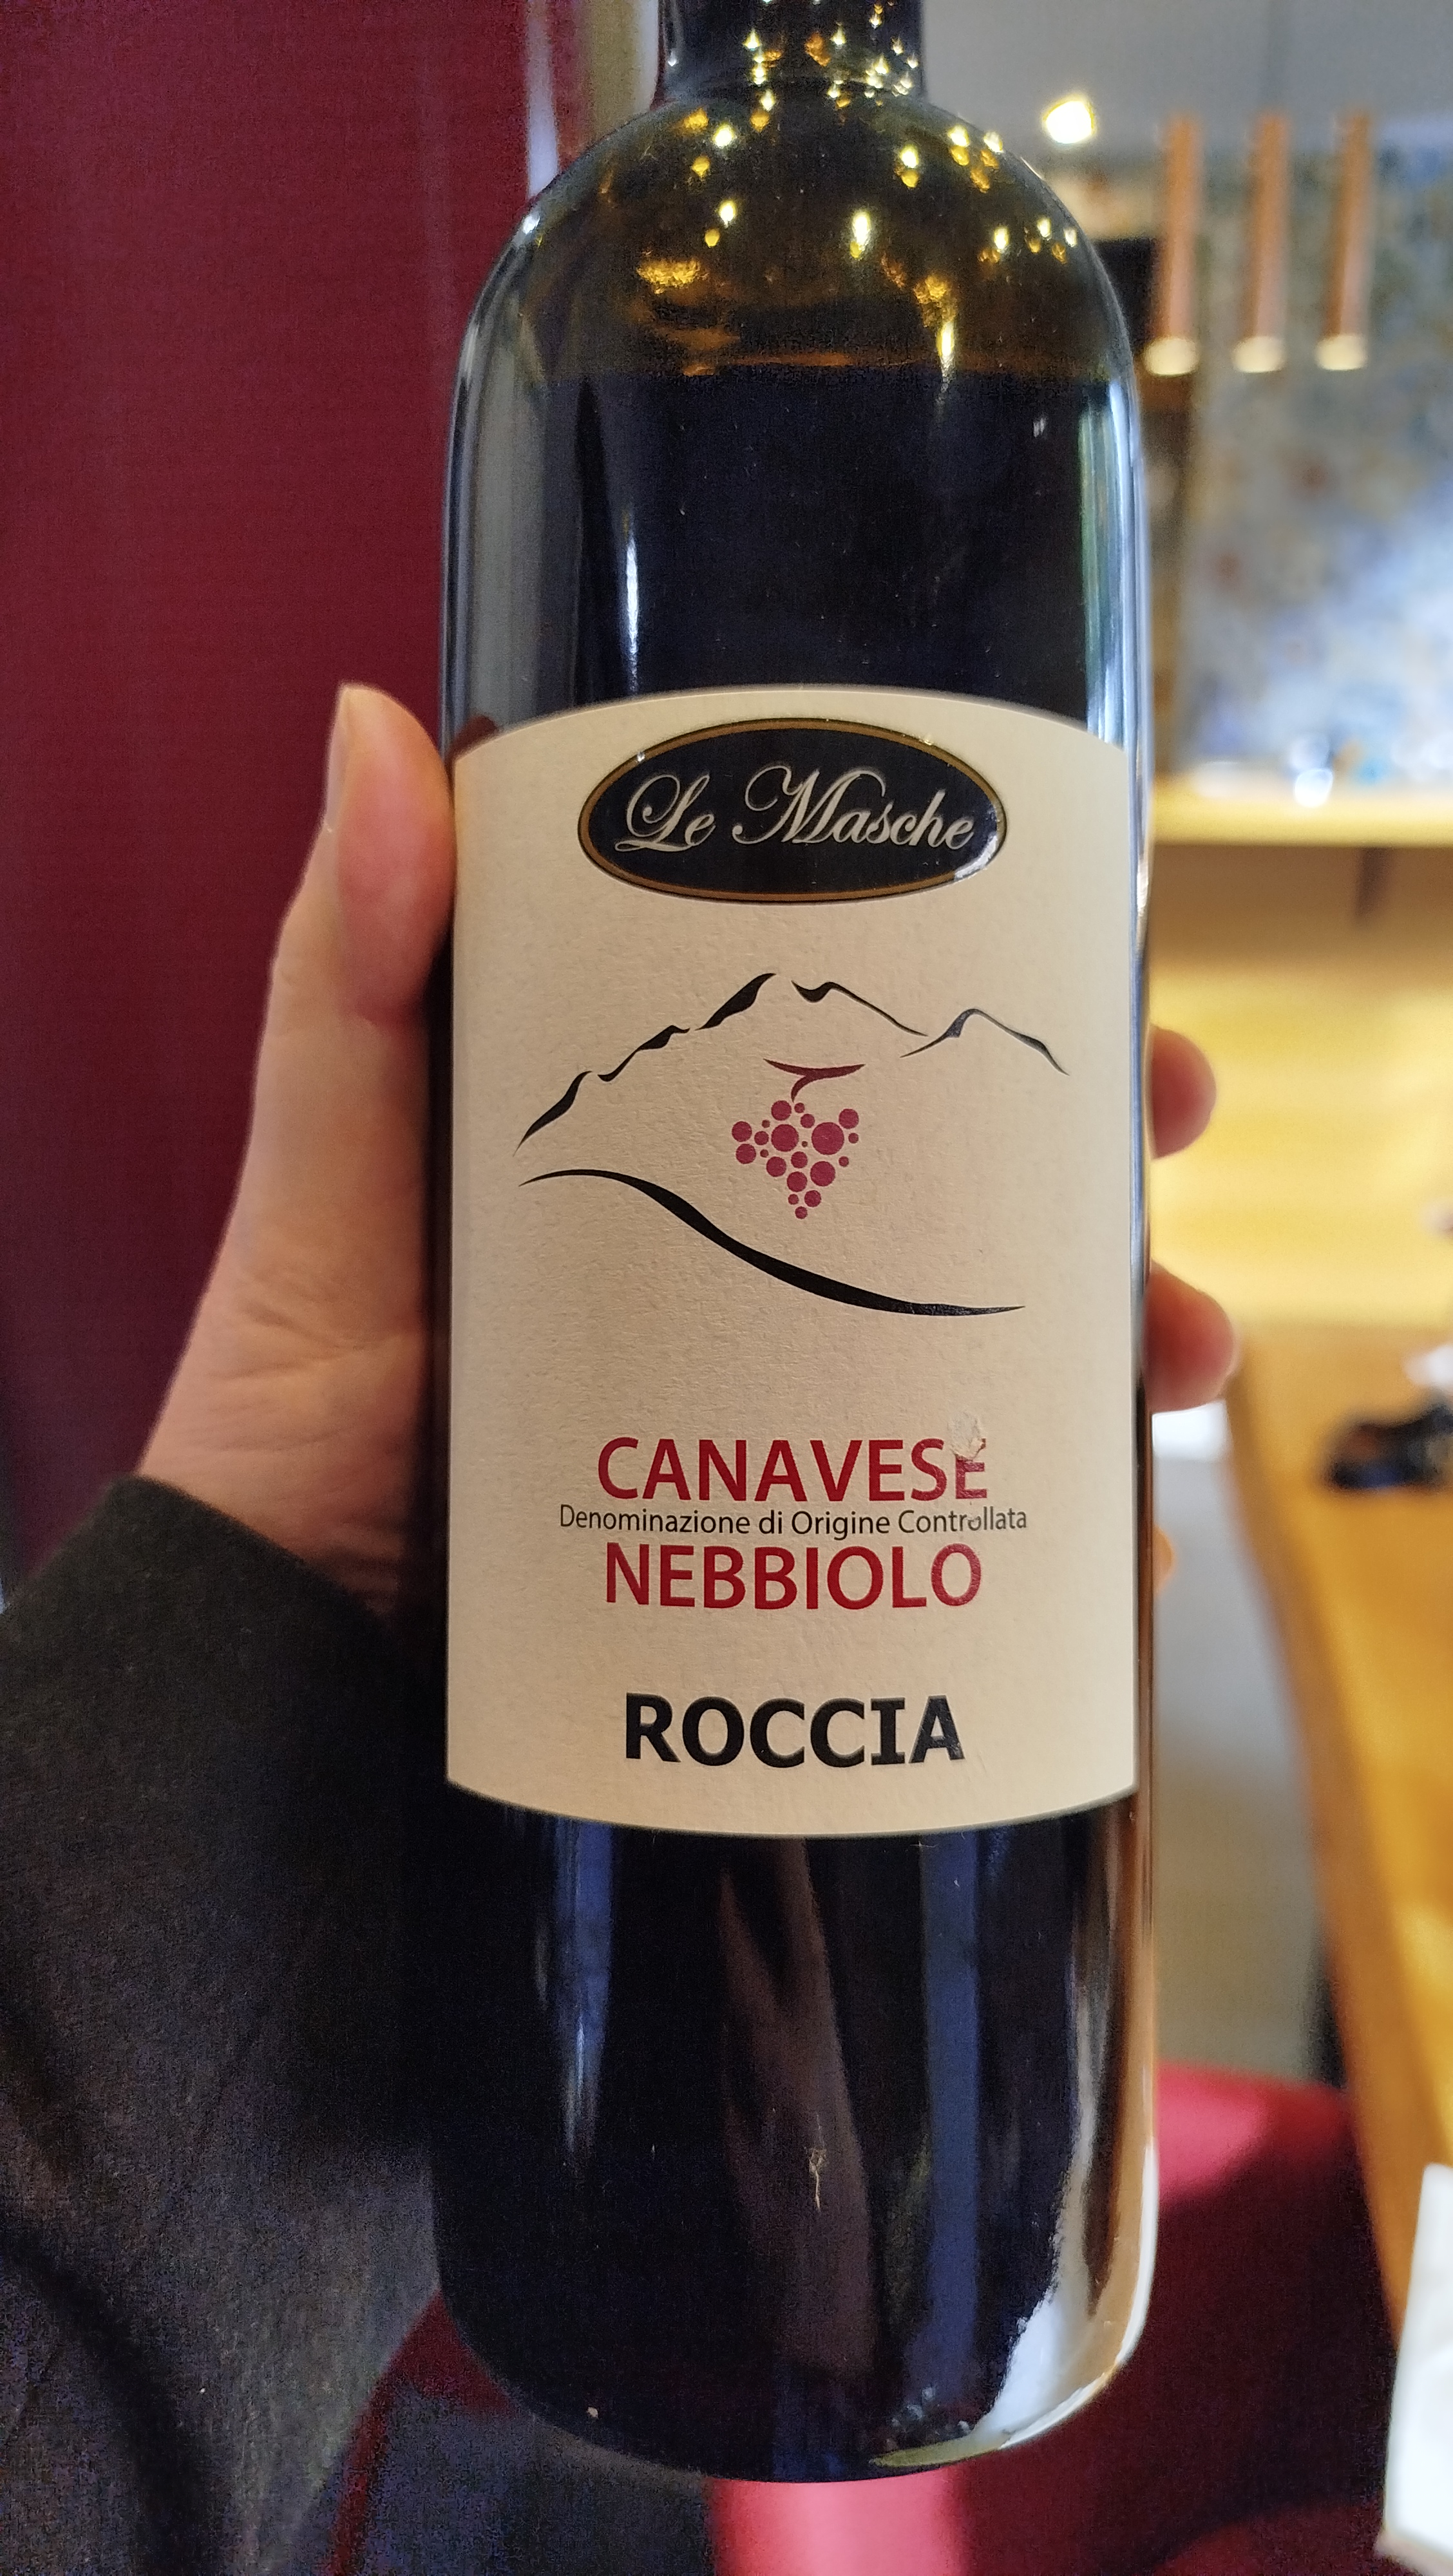 Le Masche
CANAVESE
Denominazione di Origine Controllata
NEBBIOLO
ROCCIA